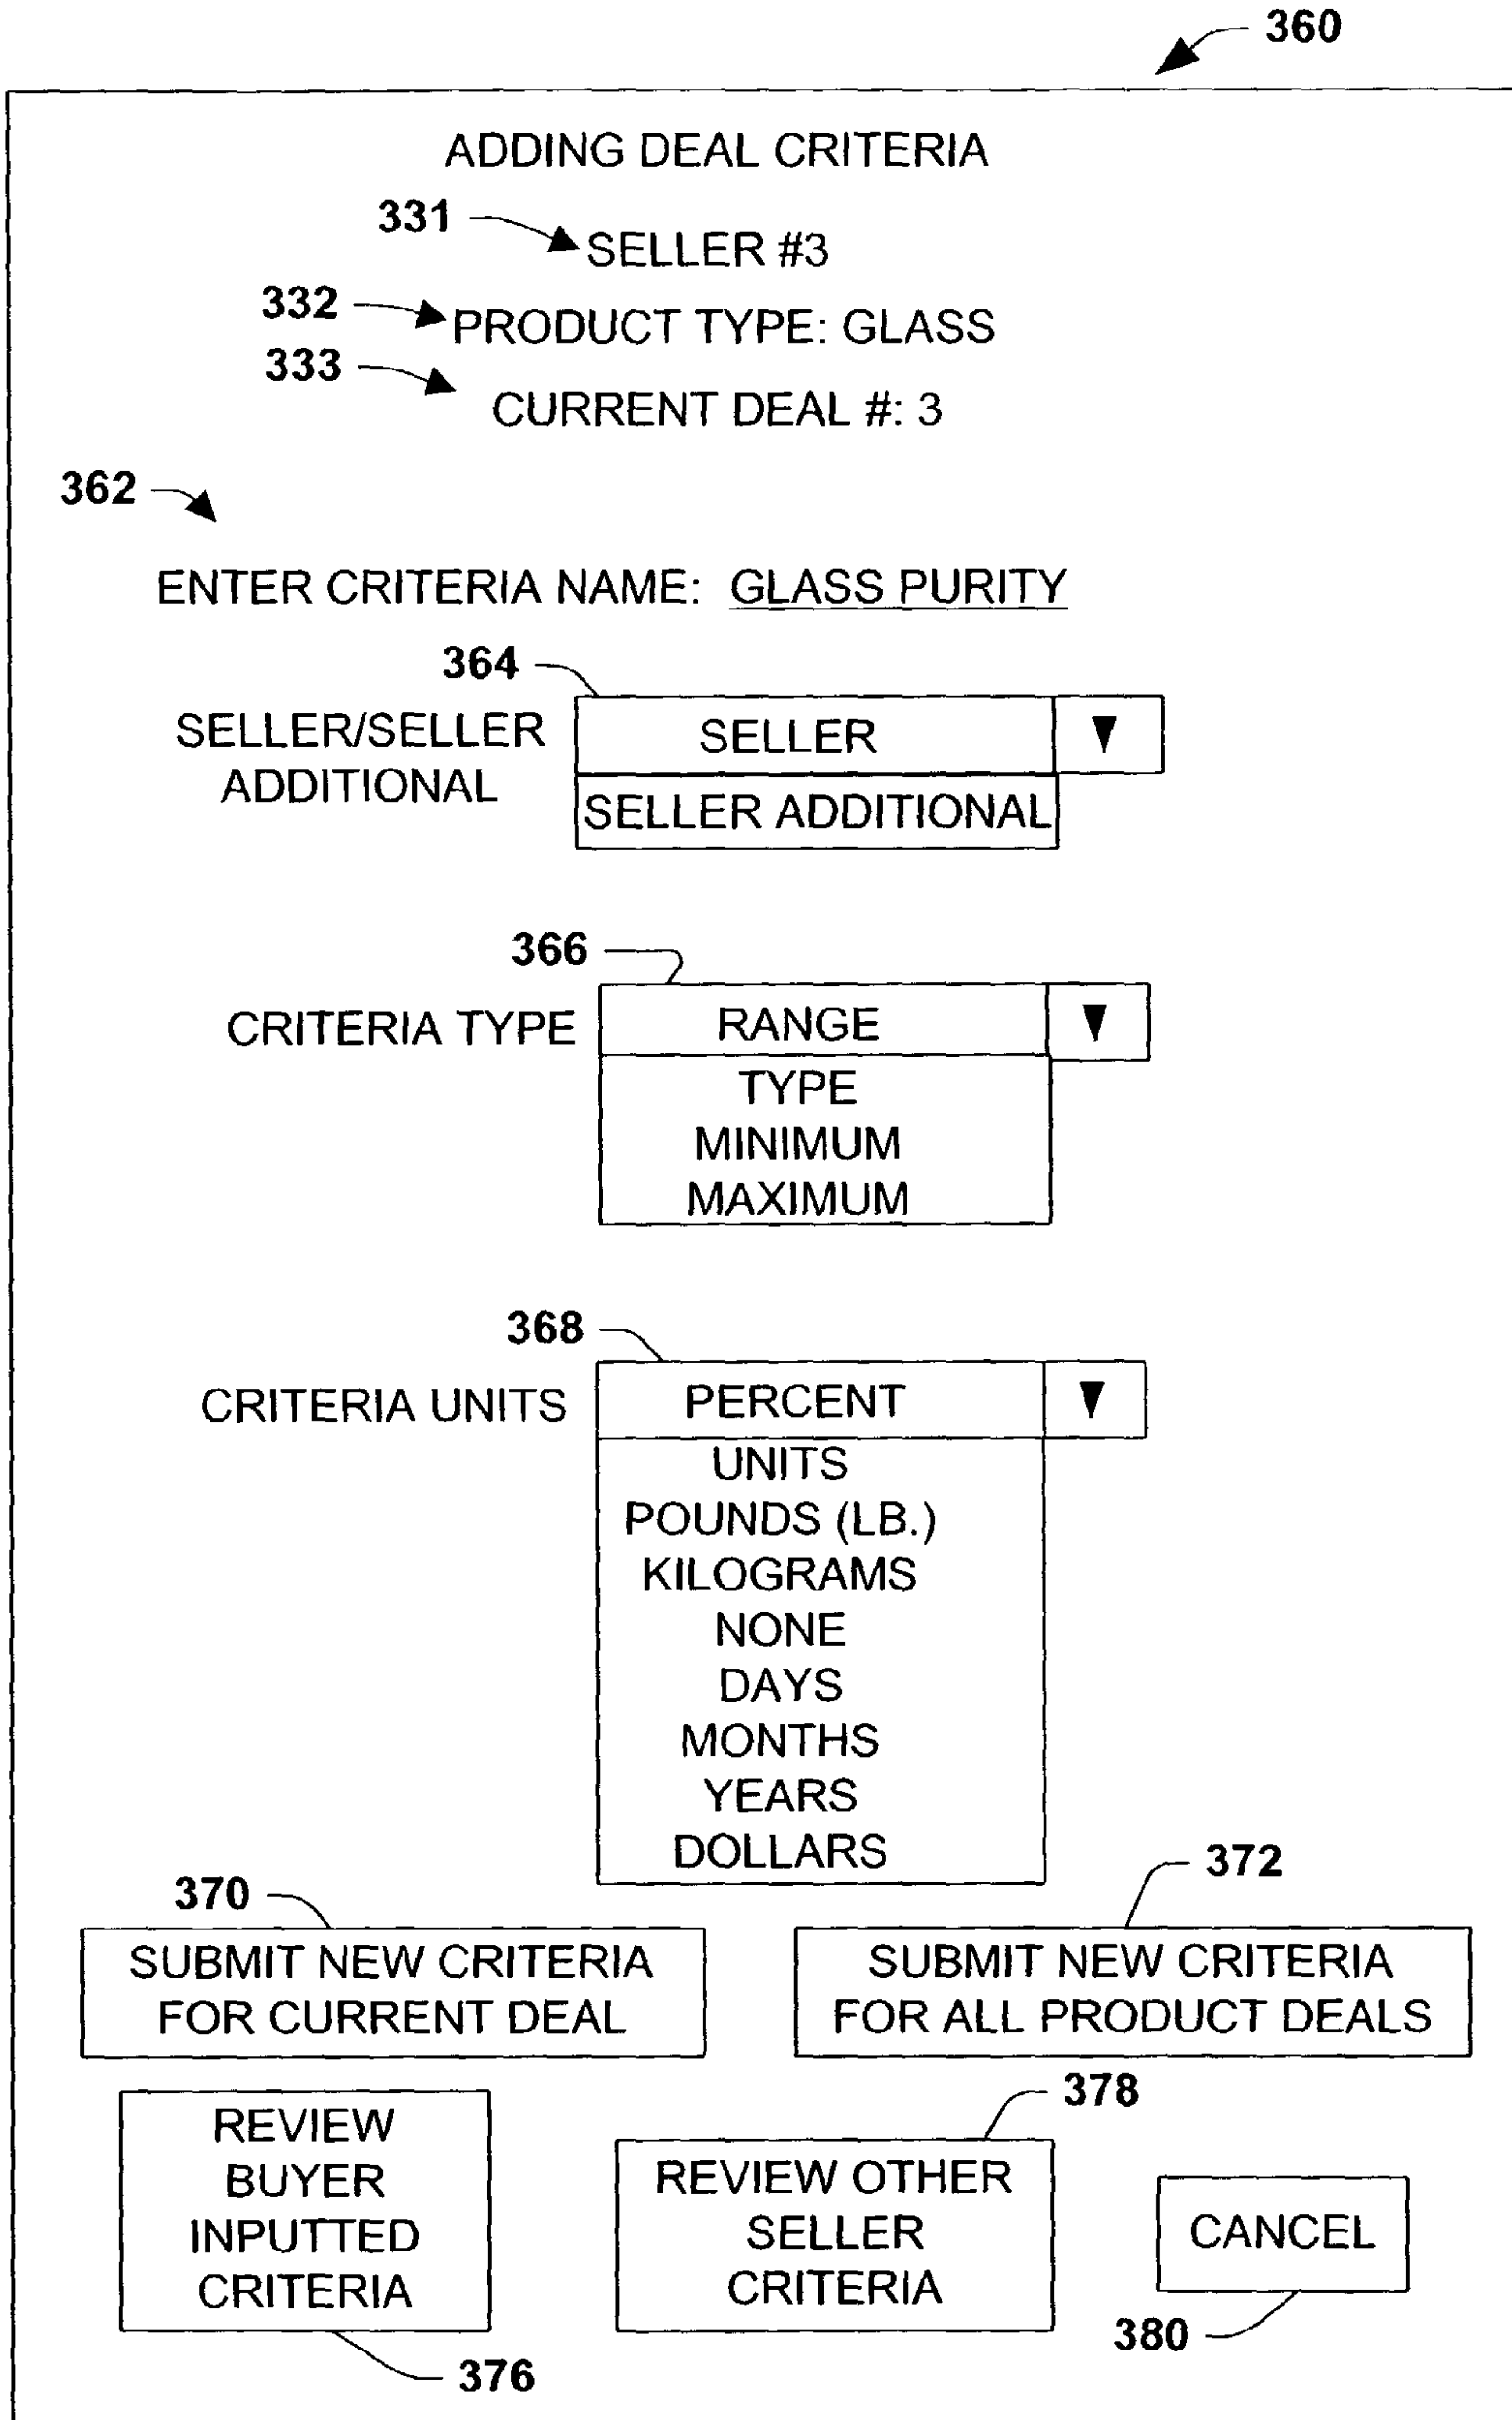 360
ADDING DEAL CRITERIA
331
SELLER #3
332
PRODUCT TYPE: GLASS
333
CURRENT DEAL #: 3
362
ENTER CRITERIA NAME: GLASS PURITY
364
SELLER/SELLER
ADDITIONAL
SELLER
SELLER ADDITIONAL
366
CRITERIA TYPE
RANGE
TYPE
MINIMUM
MAXIMUM
368
CRITERIA UNITS
PERCENT
UNITS
POUNDS (LB.)
KILOGRAMS
NONE
DAYS
MONTHS
YEARS
DOLLARS
370
372
SUBMIT NEW CRITERIA
FOR CURRENT DEAL
SUBMIT NEW CRITERIA
FOR ALL PRODUCT DEALS
REVIEW
BUYER
INPUTTED
CRITERIA
376
378
REVIEW OTHER
SELLER
CRITERIA
CANCEL
380